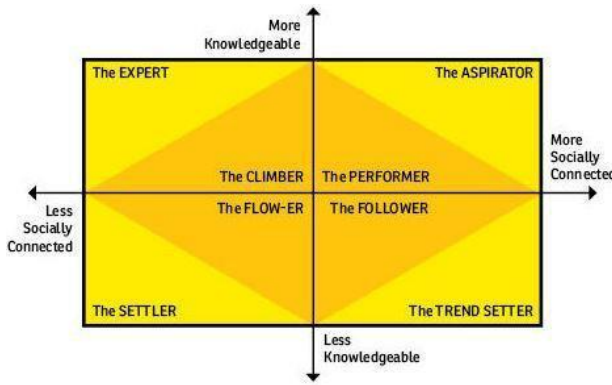 More
Knowledgeable
The EXPERT
The ASPIRATOR
More
Socially
Connected
The CLIMBER
The PERFORMER
The FLOW-ER
The FOLLOWER
Less
Socially
Connected
The SETTLER
The TREND SETTER
Less
Knowledgeable